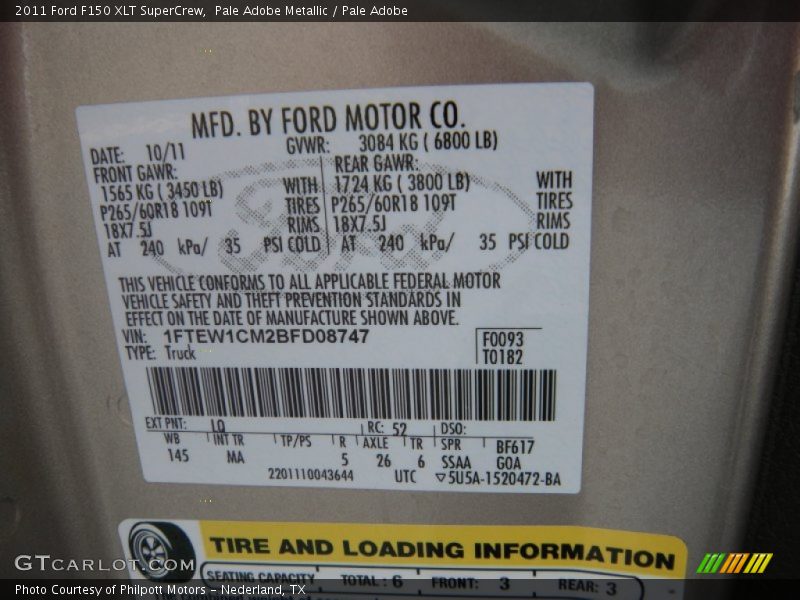 2011 Ford F150 XLT SuperCrew, Pale Adobe Metallic / Pale Adobe
MFD. BY FORD MOTOR CO.
DATE: 10/11 GVWR: 3084 KG ( 6800 LB)
FRONT GAWR: REAR GAWR:
1565 KG ( 3450 LB) WITH 1724 KG ( 3800 LB) WITH
P265/60R18 109T TIRES P265/60R18 109T TIRES
18X7.5J RIMS 18X7.5J RIMS
AT 240 kPa/ 35 PSI COLD AT 240 kPa/ 35 PSI COLD
Ford
THIS VEHICLE CONFORMS TO ALL APPLICABLE FEDERAL MOTOR
VEHICLE SAFETY AND THEFT PREVENTION STANDARDS IN
EFFECT ON THE DATE OF MANUFACTURE SHOWN ABOVE.
VIN: 1FTEW1CM2BFD08747 F0093
TYPE: Truck T0182
EXT PNT: LQ RC: 52 DSO:
WB INT TR TP/PS R AXLE TR SPR BF617
145 MA 5 26 6 SSAA GOA
2201110043644 UTC ▽5U5A-1520472-BA
TIRE AND LOADING INFORMATION
SEATING CAPACITY TOTAL : 6 FRONT: 3 REAR: 3
GTCARLOT.COM
Photo Courtesy of Philpott Motors – Nederland, TX